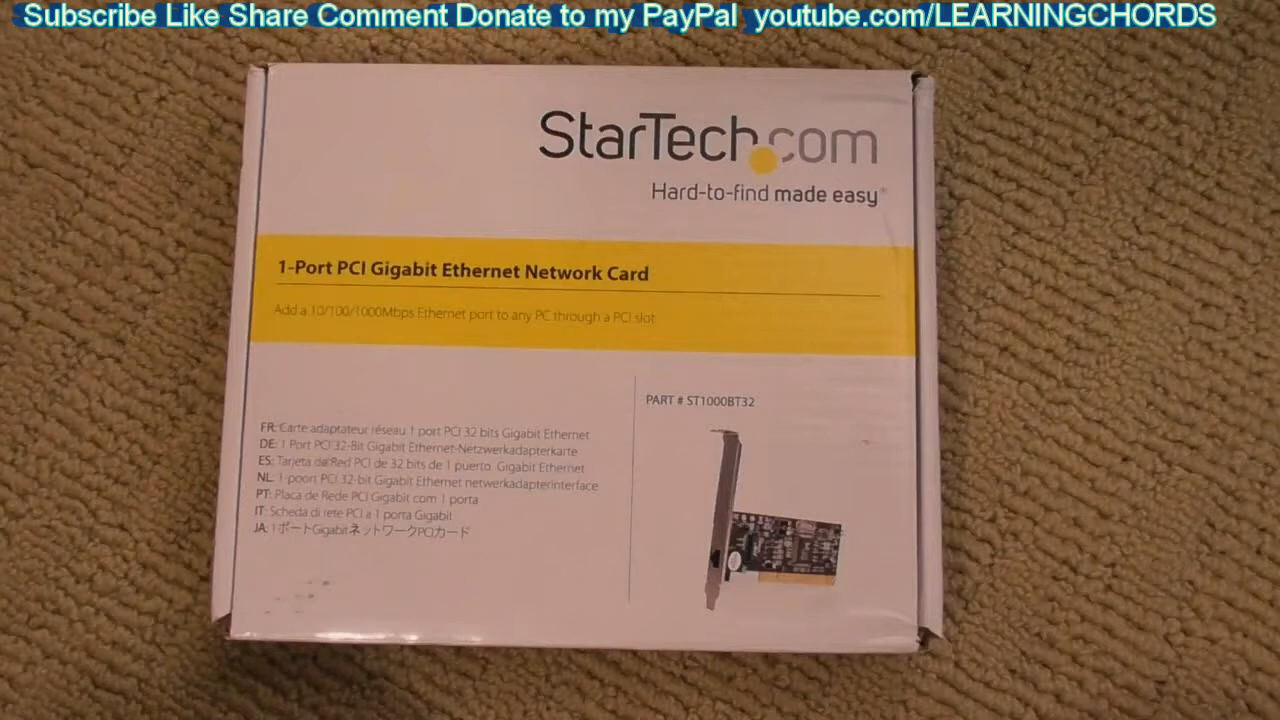 Subscribe Like Share Comment Donate to my PayPal youtube.com/LEARNINGCHORDS
StarTech.com
Hard-to-find made easy®
1-Port PCI Gigabit Ethernet Network Card
Add a 10/100/1000Mbps Ethernet port to any PC through a PCI slot
PART # ST1000BT32
FR: Carte adaptateur réseau 1 port PCI 32 bits Gigabit Ethernet
DE: 1 Port PCI 32-Bit Gigabit Ethernet-Netzwerkadapterkarte
ES: Tarjeta de Red PCI de 32 bits de 1 puerto Gigabit Ethernet
NL: 1-poort PCI 32-bit Gigabit Ethernet netwerkadapterinterface
PT: Placa de Rede PCI Gigabit com 1 porta
IT: Scheda di rete PCI a 1 porta Gigabit
JA: 1ポートGigabitネットワークPCIカード